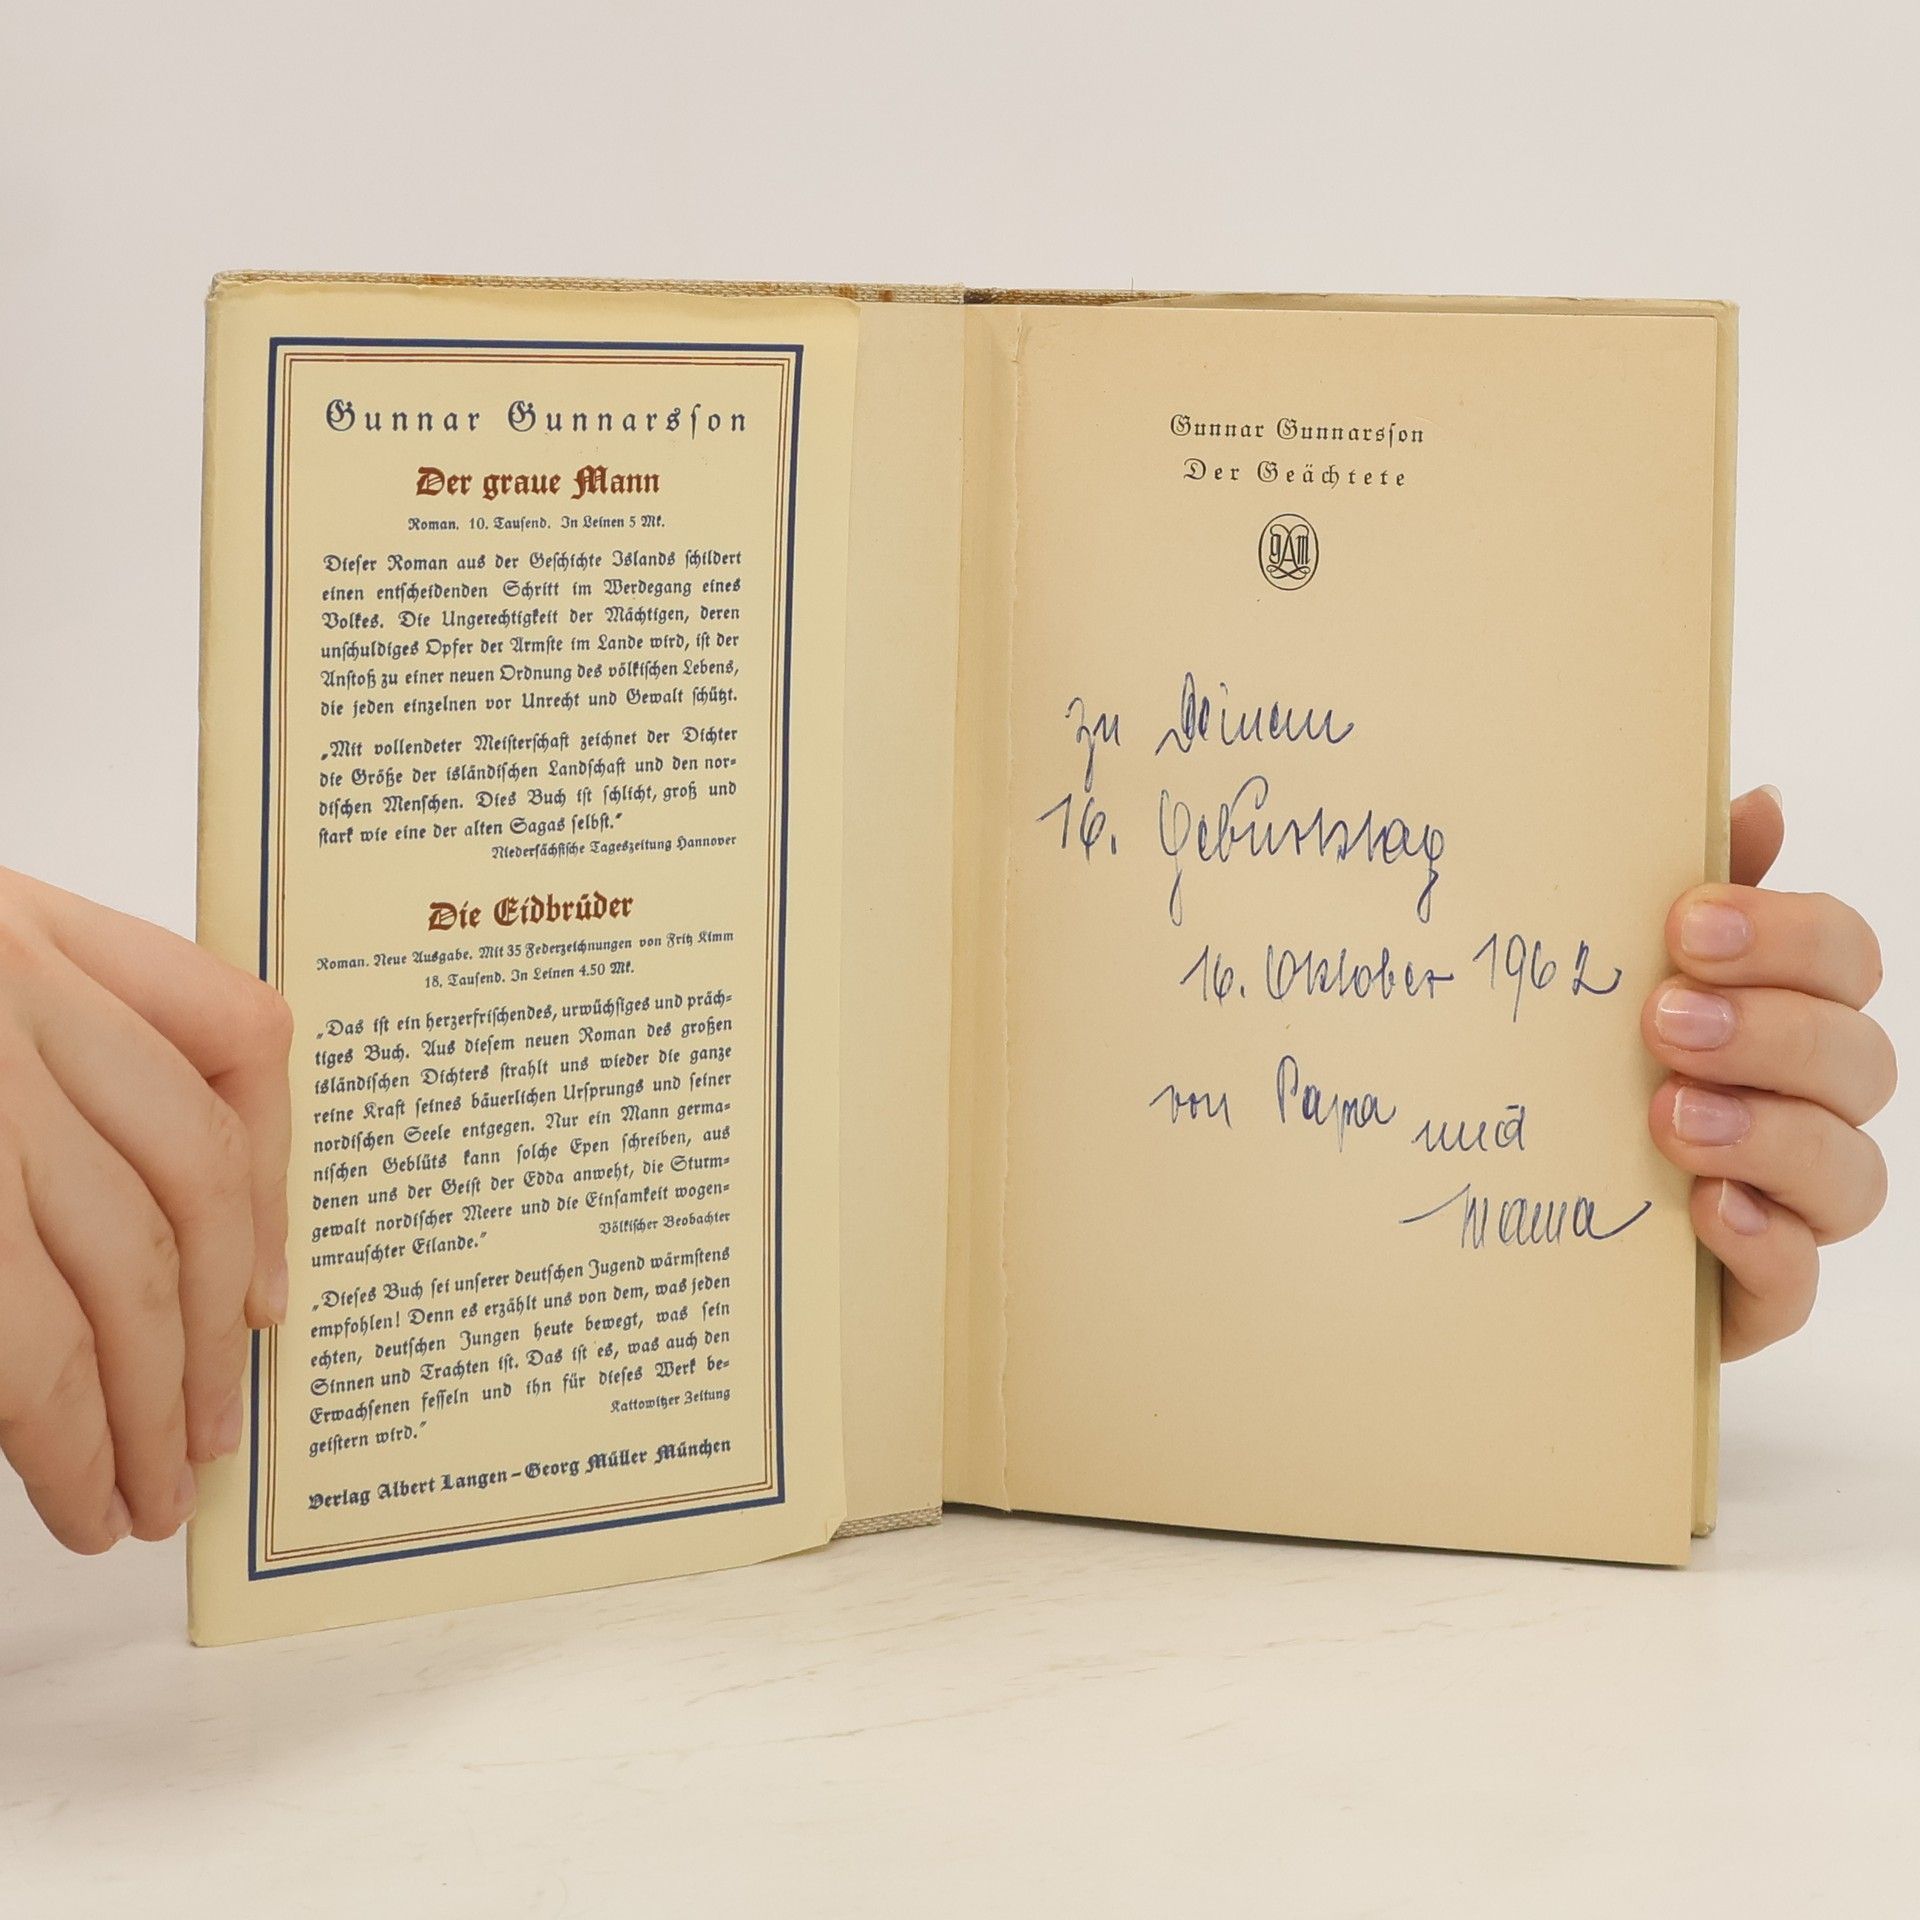 Gunnar Gunnarsſon
Der graue Mann
Roman. 10. Tauſend. In Leinen 5 Mk.
Dieſer Roman aus der Geſchichte Islands ſchildert
einen entſcheidenden Schritt im Werdegang eines
Volkes. Die Ungerechtigkeit der Mächtigen, deren
unſchuldiges Opfer der Ärmſte im Lande wird, iſt der
Anſtoß zu einer neuen Ordnung des völkiſchen Lebens,
die jeden einzelnen vor Unrecht und Gewalt ſchützt.
„Mit vollendeter Meiſterſchaft zeichnet der Dichter
die Größe der isländiſchen Landſchaft und den nor-
diſchen Menſchen. Dies Buch iſt ſchlicht, groß und
ſtark wie eine der alten Sagas ſelbſt.“
Niederſächſiſche Tageszeitung Hannover
Die Eidbrüder
Roman. Neue Ausgabe. Mit 35 Federzeichnungen von Fritz Kimm
18. Tauſend. In Leinen 4.50 Mk.
„Das iſt ein herzerfriſchendes, urwüchſiges und präch-
tiges Buch. Aus dieſem neuen Roman des großen
isländiſchen Dichters ſtrahlt uns wieder die ganze
reine Kraft ſeines bäuerlichen Urſprungs und ſeiner
nordiſchen Seele entgegen. Nur ein Mann germa-
niſchen Geblüts kann ſolche Epen ſchreiben, aus
denen uns der Geiſt der Edda anweht, die Sturm-
gewalt nordiſcher Meere und die Einſamkeit wogen-
umrauſchter Eilande.“
Völkiſcher Beobachter
„Dieſes Buch ſei unſerer deutſchen Jugend wärmſtens
empfohlen! Denn es erzählt uns von dem, was jeden
echten, deutſchen Jungen heute bewegt, was ſein
Sinnen und Trachten iſt. Das iſt es, was auch den
Erwachſenen feſſeln und ihn für dieſes Werk be-
geiſtern wird.“
Kattowitzer Zeitung
Verlag Albert Langen-Georg Müller München
Gunnar Gunnarsſon
Der Geächtete
gAm
zu Deinem
16. Geburtstag
16. Oktober 1962
von Papa und
Mama